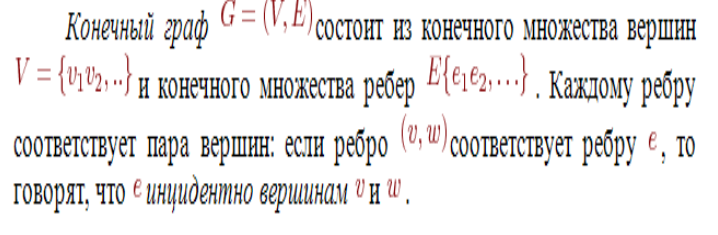 Конечный граф G = (V, E) состоит из конечного множества вершин
V = {v₁v₂, ..} и конечного множества ребер E{e₁e₂, ...} . Каждому ребру
соответствует пара вершин: если ребро (v, w) соответствует ребру e , то
говорят, что e инцидентно вершинам v и w .